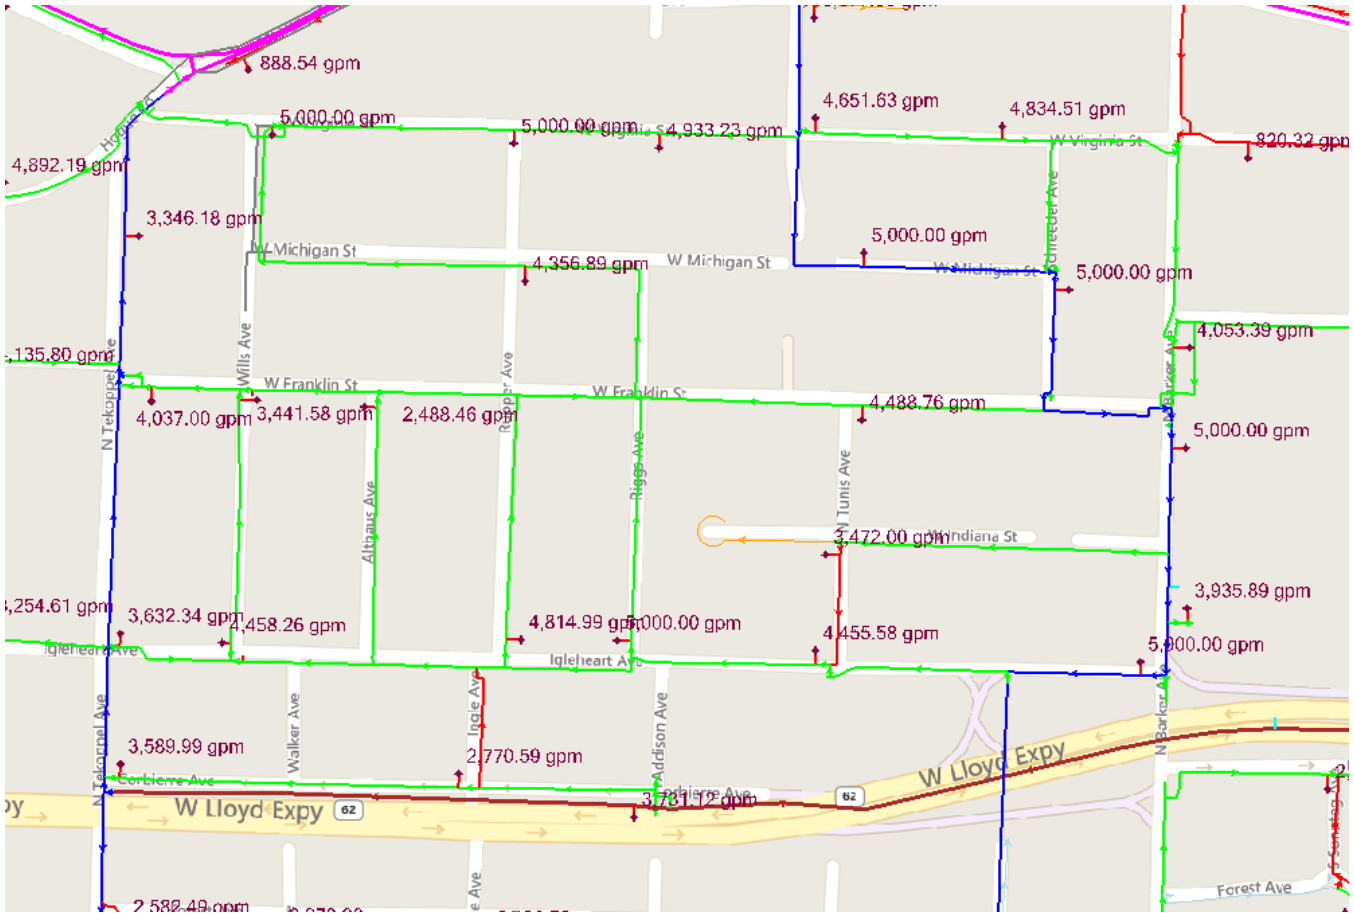 888.54 gpm
5,000.00 gpm
5,000.00 gpm
W Virginia St
4,933.23 gpm
4,651.63 gpm
4,834.51 gpm
W Virginia St
820.32 gpm
4,892.19 gpm
3,346.18 gpm
W Michigan St
4,356.89 gpm
W Michigan St
5,000.00 gpm
W Michigan St
5,000.00 gpm
Schreeder Ave
4,053.39 gpm
N Barker Ave
,135.80 gpm
N Tekoppel Ave
Wills Ave
W Franklin St
W Franklin St
4,037.00 gpm
3,441.58 gpm
2,488.46 gpm
4,488.76 gpm
5,000.00 gpm
Althaus Ave
Riggs Ave
N Tunis Ave
W Indiana St
3,472.00 gpm
3,254.61 gpm
3,632.34 gpm
4,458.26 gpm
4,814.99 gpm
5,000.00 gpm
4,455.58 gpm
3,935.89 gpm
5,000.00 gpm
Igleheart Ave
Igleheart Ave
N Tekoppel Ave
Walker Ave
Ingle Ave
Addison Ave
N Barker Ave
3,589.99 gpm
2,770.59 gpm
Corbierre Ave
Corbierre Ave
3,731.12 gpm
W Lloyd Expy
62
62
W Lloyd Expy
Forest Ave
2,582.49 gpm